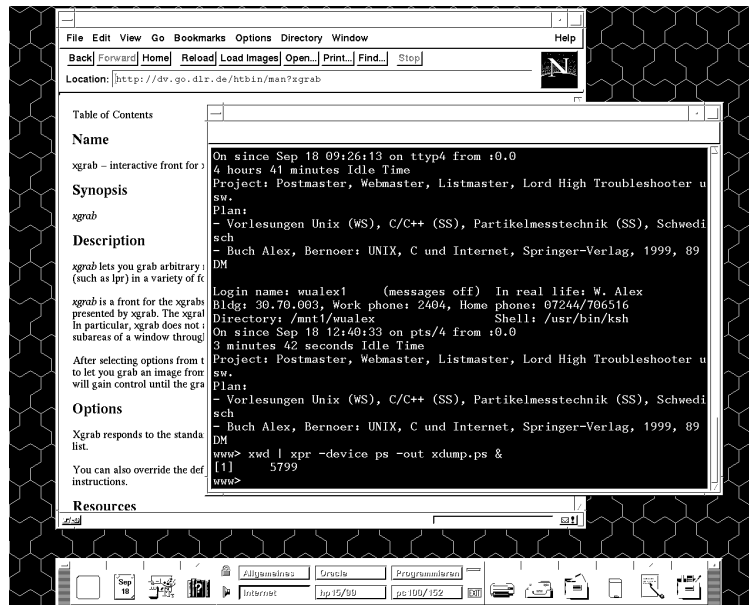 File Edit View Go Bookmarks Options Directory Window Help
Back Forward Home Reload Load Images Open... Print... Find... Stop
Location: http://dv.go.dlr.de/htbin/man?xgrab
N
Table of Contents
Name
xgrab – interactive front for
Synopsis
xgrab
Description
xgrab lets you grab arbitrary
(such as lpr) in a variety of
xgrab is a front for the xgrabs
presented by xgrab. The xgra
In particular, xgrab does not
subareas of a window throug
After selecting options from t
to let you grab an image from
will gain control until the gra
Options
Xgrab responds to the standa
list.
You can also override the def
instructions.
Resources
On since Sep 18 09:26:13 on ttyp4 from :0.0
4 hours 41 minutes Idle Time
Project: Postmaster, Webmaster, Listmaster, Lord High Troubleshooter u
sw.
Plan:
- Vorlesungen Unix (WS), C/C++ (SS), Partikelmesstechnik (SS), Schwedi
sch
- Buch Alex, Bernoer: UNIX, C und Internet, Springer-Verlag, 1999, 89
DM
Login name: wualex1 (messages off) In real life: W. Alex
Bldg: 30.70.003, Work phone: 2404, Home phone: 07244/706516
Directory: /mnt1/wualex Shell: /usr/bin/ksh
On since Sep 18 12:40:33 on pts/4 from :0.0
3 minutes 42 seconds Idle Time
Project: Postmaster, Webmaster, Listmaster, Lord High Troubleshooter u
sw.
Plan:
- Vorlesungen Unix (WS), C/C++ (SS), Partikelmesstechnik (SS), Schwedi
sch
- Buch Alex, Bernoer: UNIX, C und Internet, Springer-Verlag, 1999, 89
DM
www> xwd | xpr -device ps -out xdump.ps &
[1] 5799
www>
Sep
18
Allgemeines Oracle Programmieren
Internet hp15/99 pc100/152 EXIT